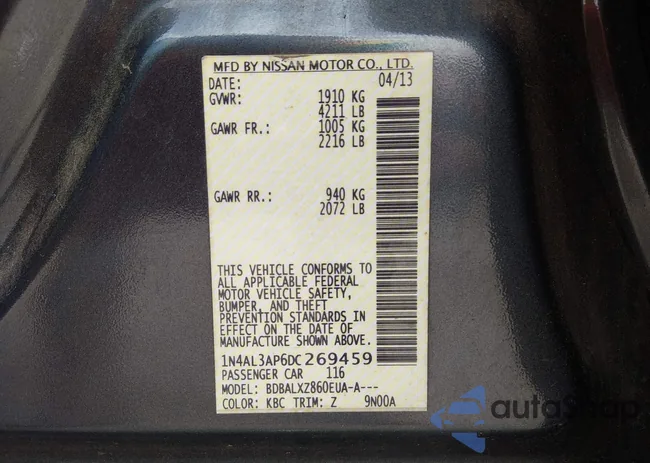 MFD BY NISSAN MOTOR CO., LTD.
DATE: 04/13
GVWR: 1910 KG
4211 LB
GAWR FR.: 1005 KG
2216 LB
GAWR RR.: 940 KG
2072 LB
THIS VEHICLE CONFORMS TO
ALL APPLICABLE FEDERAL
MOTOR VEHICLE SAFETY,
BUMPER, AND THEFT
PREVENTION STANDARDS IN
EFFECT ON THE DATE OF
MANUFACTURE SHOWN ABOVE.
1N4AL3AP6DC269459
PASSENGER CAR 116
MODEL: BDBALXZ860EUA-A---
COLOR: KBC TRIM: Z 9N00A
autoSnap